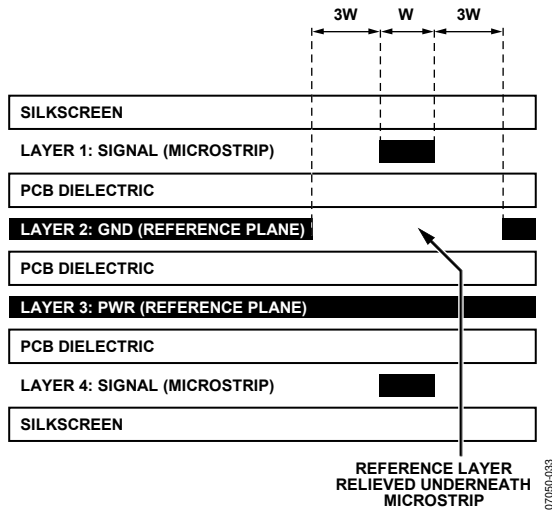 3W W 3W
SILKSCREEN
LAYER 1: SIGNAL (MICROSTRIP)
PCB DIELECTRIC
LAYER 2: GND (REFERENCE PLANE)
PCB DIELECTRIC
LAYER 3: PWR (REFERENCE PLANE)
PCB DIELECTRIC
LAYER 4: SIGNAL (MICROSTRIP)
SILKSCREEN
REFERENCE LAYER
RELIEVED UNDERNEATH
MICROSTRIP
07050-033